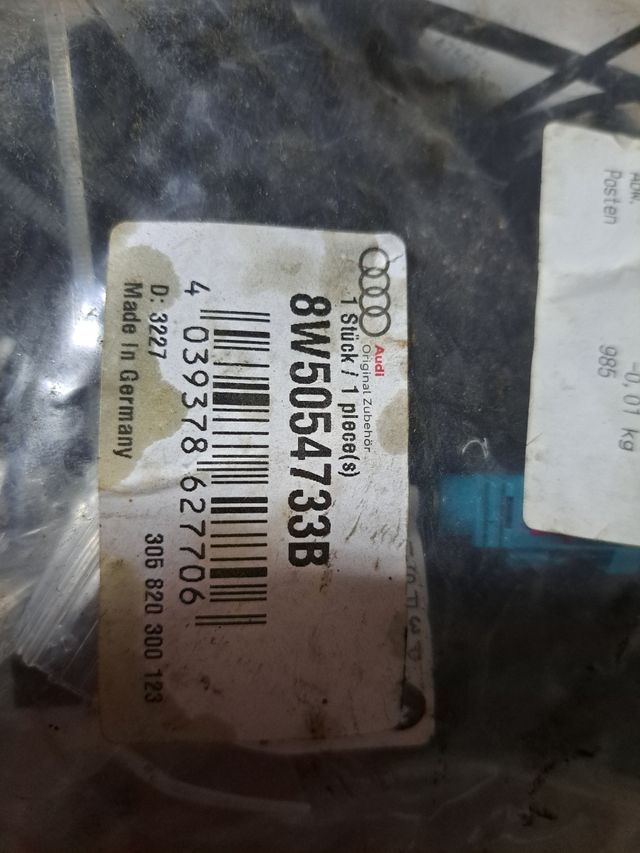 Audi
Original Zubehör
1 Stück / 1 piece(s)
8W5054733B
4 039378 627706
D: 3227
Made in Germany
306 820 300 123
Posten
985
-0,01 kg